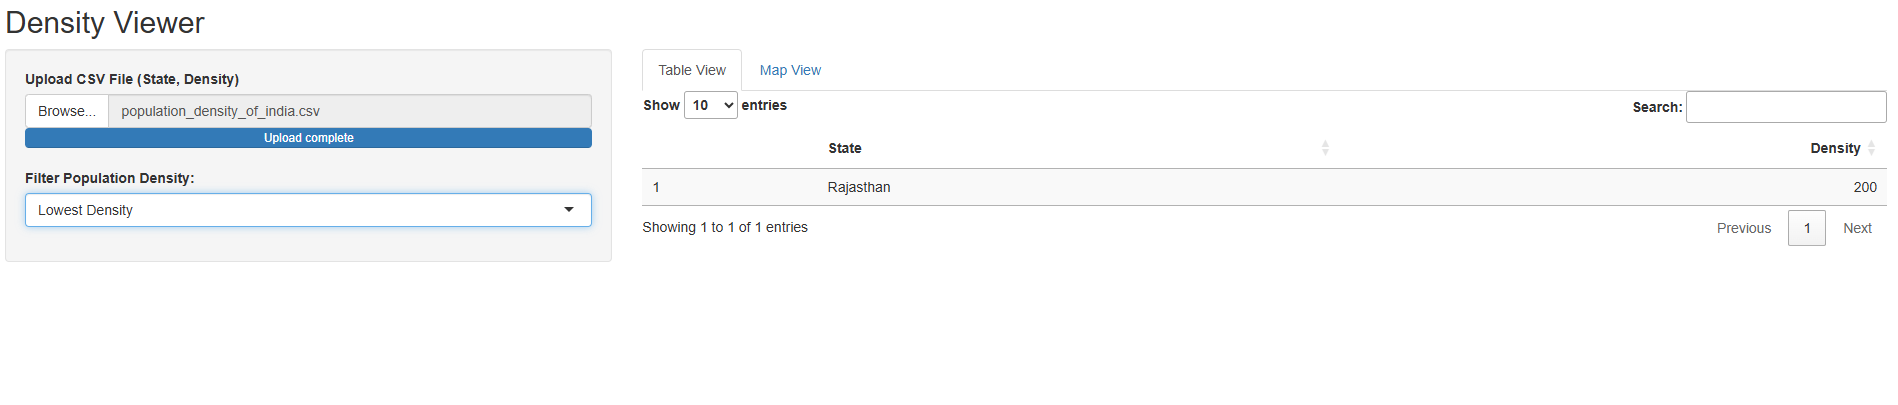 Density Viewer
Upload CSV File (State, Density)
Browse... population_density_of_india.csv
Upload complete
Filter Population Density:
Lowest Density
Table View Map View
Show 10 entries Search:
State Density
1 Rajasthan 200
Showing 1 to 1 of 1 entries Previous 1 Next